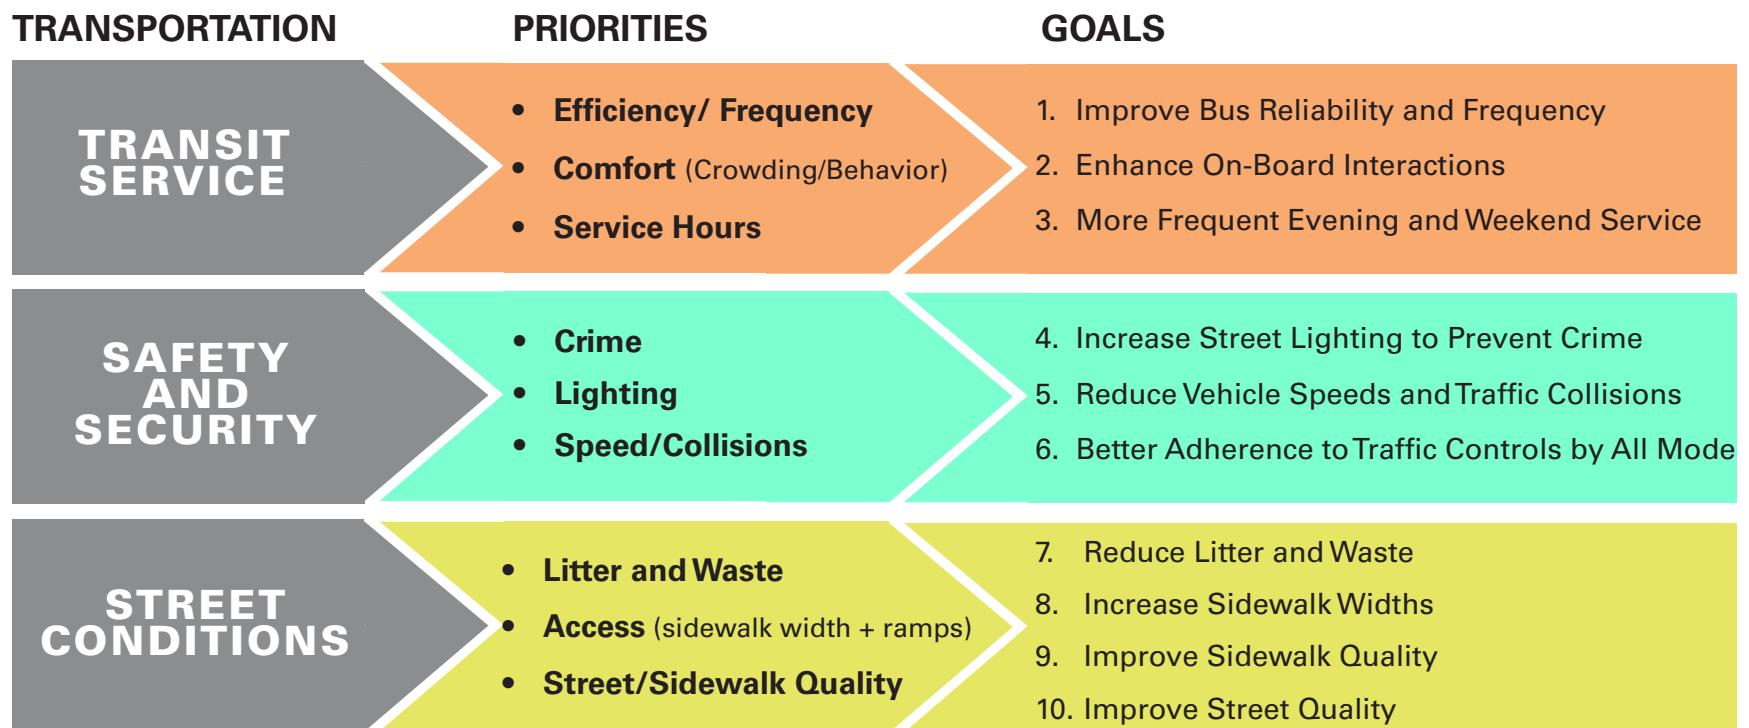 TRANSPORTATION
PRIORITIES
GOALS
TRANSIT
SERVICE
• Efficiency/ Frequency
• Comfort (Crowding/Behavior)
• Service Hours
1. Improve Bus Reliability and Frequency
2. Enhance On-Board Interactions
3. More Frequent Evening and Weekend Service
SAFETY
AND
SECURITY
• Crime
• Lighting
• Speed/Collisions
4. Increase Street Lighting to Prevent Crime
5. Reduce Vehicle Speeds and Traffic Collisions
6. Better Adherence to Traffic Controls by All Mode
STREET
CONDITIONS
• Litter and Waste
• Access (sidewalk width + ramps)
• Street/Sidewalk Quality
7. Reduce Litter and Waste
8. Increase Sidewalk Widths
9. Improve Sidewalk Quality
10. Improve Street Quality